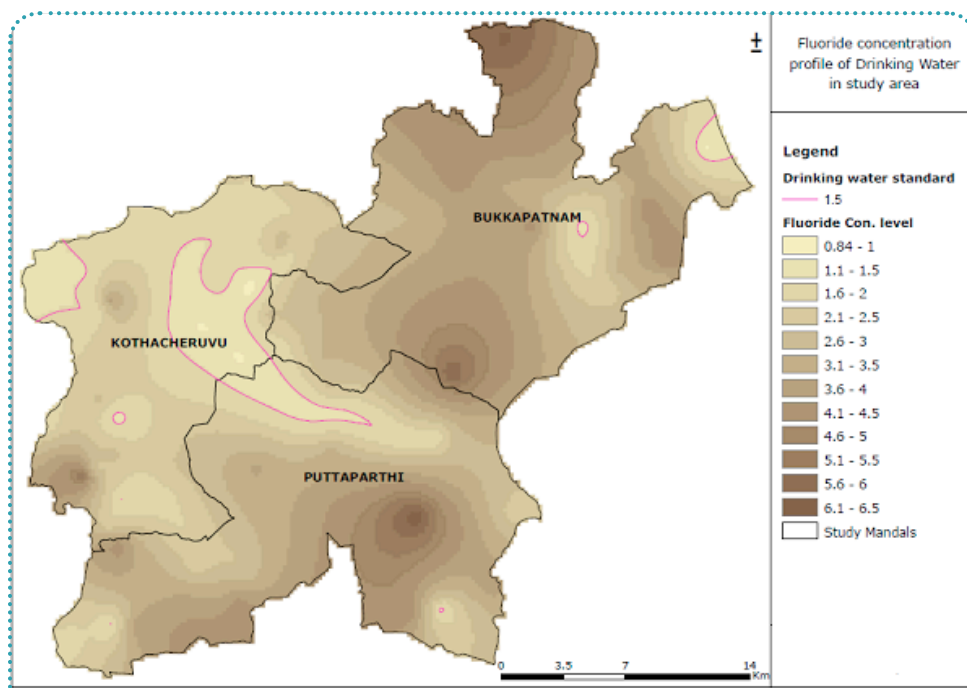 Fluoride concentration
profile of Drinking Water
in study area
Legend
Drinking water standard
1.5
Fluoride Con. level
0.84 - 1
1.1 - 1.5
1.6 - 2
2.1 - 2.5
2.6 - 3
3.1 - 3.5
3.6 - 4
4.1 - 4.5
4.6 - 5
5.1 - 5.5
5.6 - 6
6.1 - 6.5
Study Mandals
BUKKAPATNAM
KOTHACHERUVU
PUTTAPARTHI
0 3.5 7 14
Km